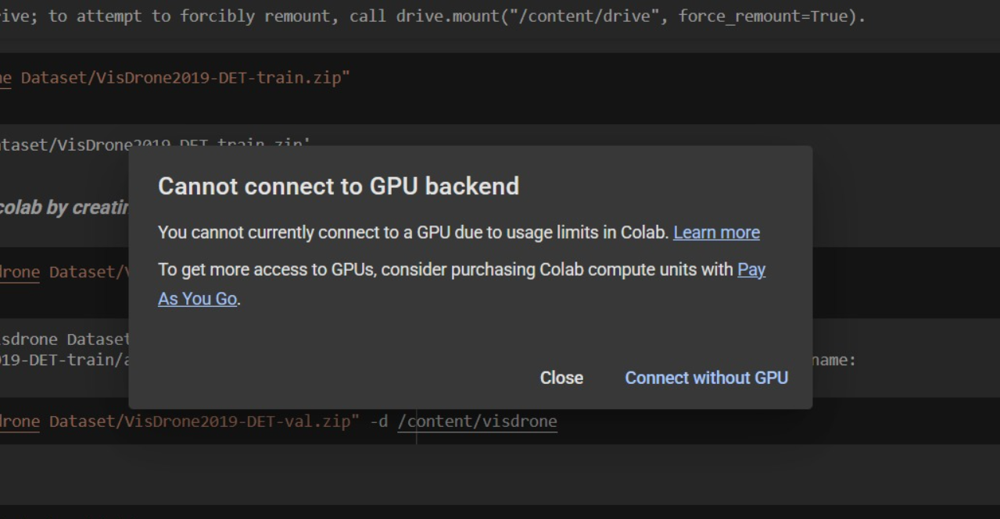 ive; to attempt to forcibly remount, call drive.mount("/content/drive", force_remount=True).
ne Dataset/VisDrone2019-DET-train.zip"
taset/VisDrone2019-DET-train.zip'
Cannot connect to GPU backend
colab by creatin
You cannot currently connect to a GPU due to usage limits in Colab. Learn more
drone Dataset/V
To get more access to GPUs, consider purchasing Colab compute units with Pay
As You Go.
isdrone Dataset
019-DET-train/a
name:
Close Connect without GPU
drone Dataset/VisDrone2019-DET-val.zip" -d /content/visdrone